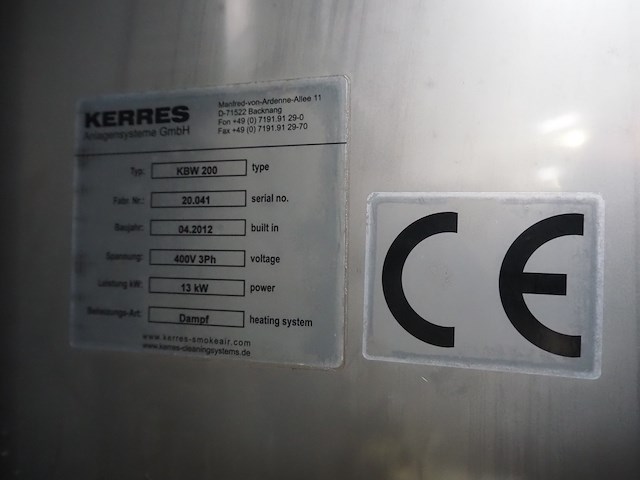 KERRES
Anlagensysteme GmbH
Manfred-von-Ardenne-Allee 11
D-71522 Backnang
Fon +49 (0) 7191.91 29-0
Fax +49 (0) 7191.91 29-70
Typ: KBW 200 type
Fabr. Nr.: 20.041 serial no.
Baujahr: 04.2012 built in
Spannung: 400V 3Ph voltage
Leistung kW: 13 kW power
Beheizungs-Art: Dampf heating system
www.kerres-smokeair.com
www.kerres-cleaningsystems.de
CE